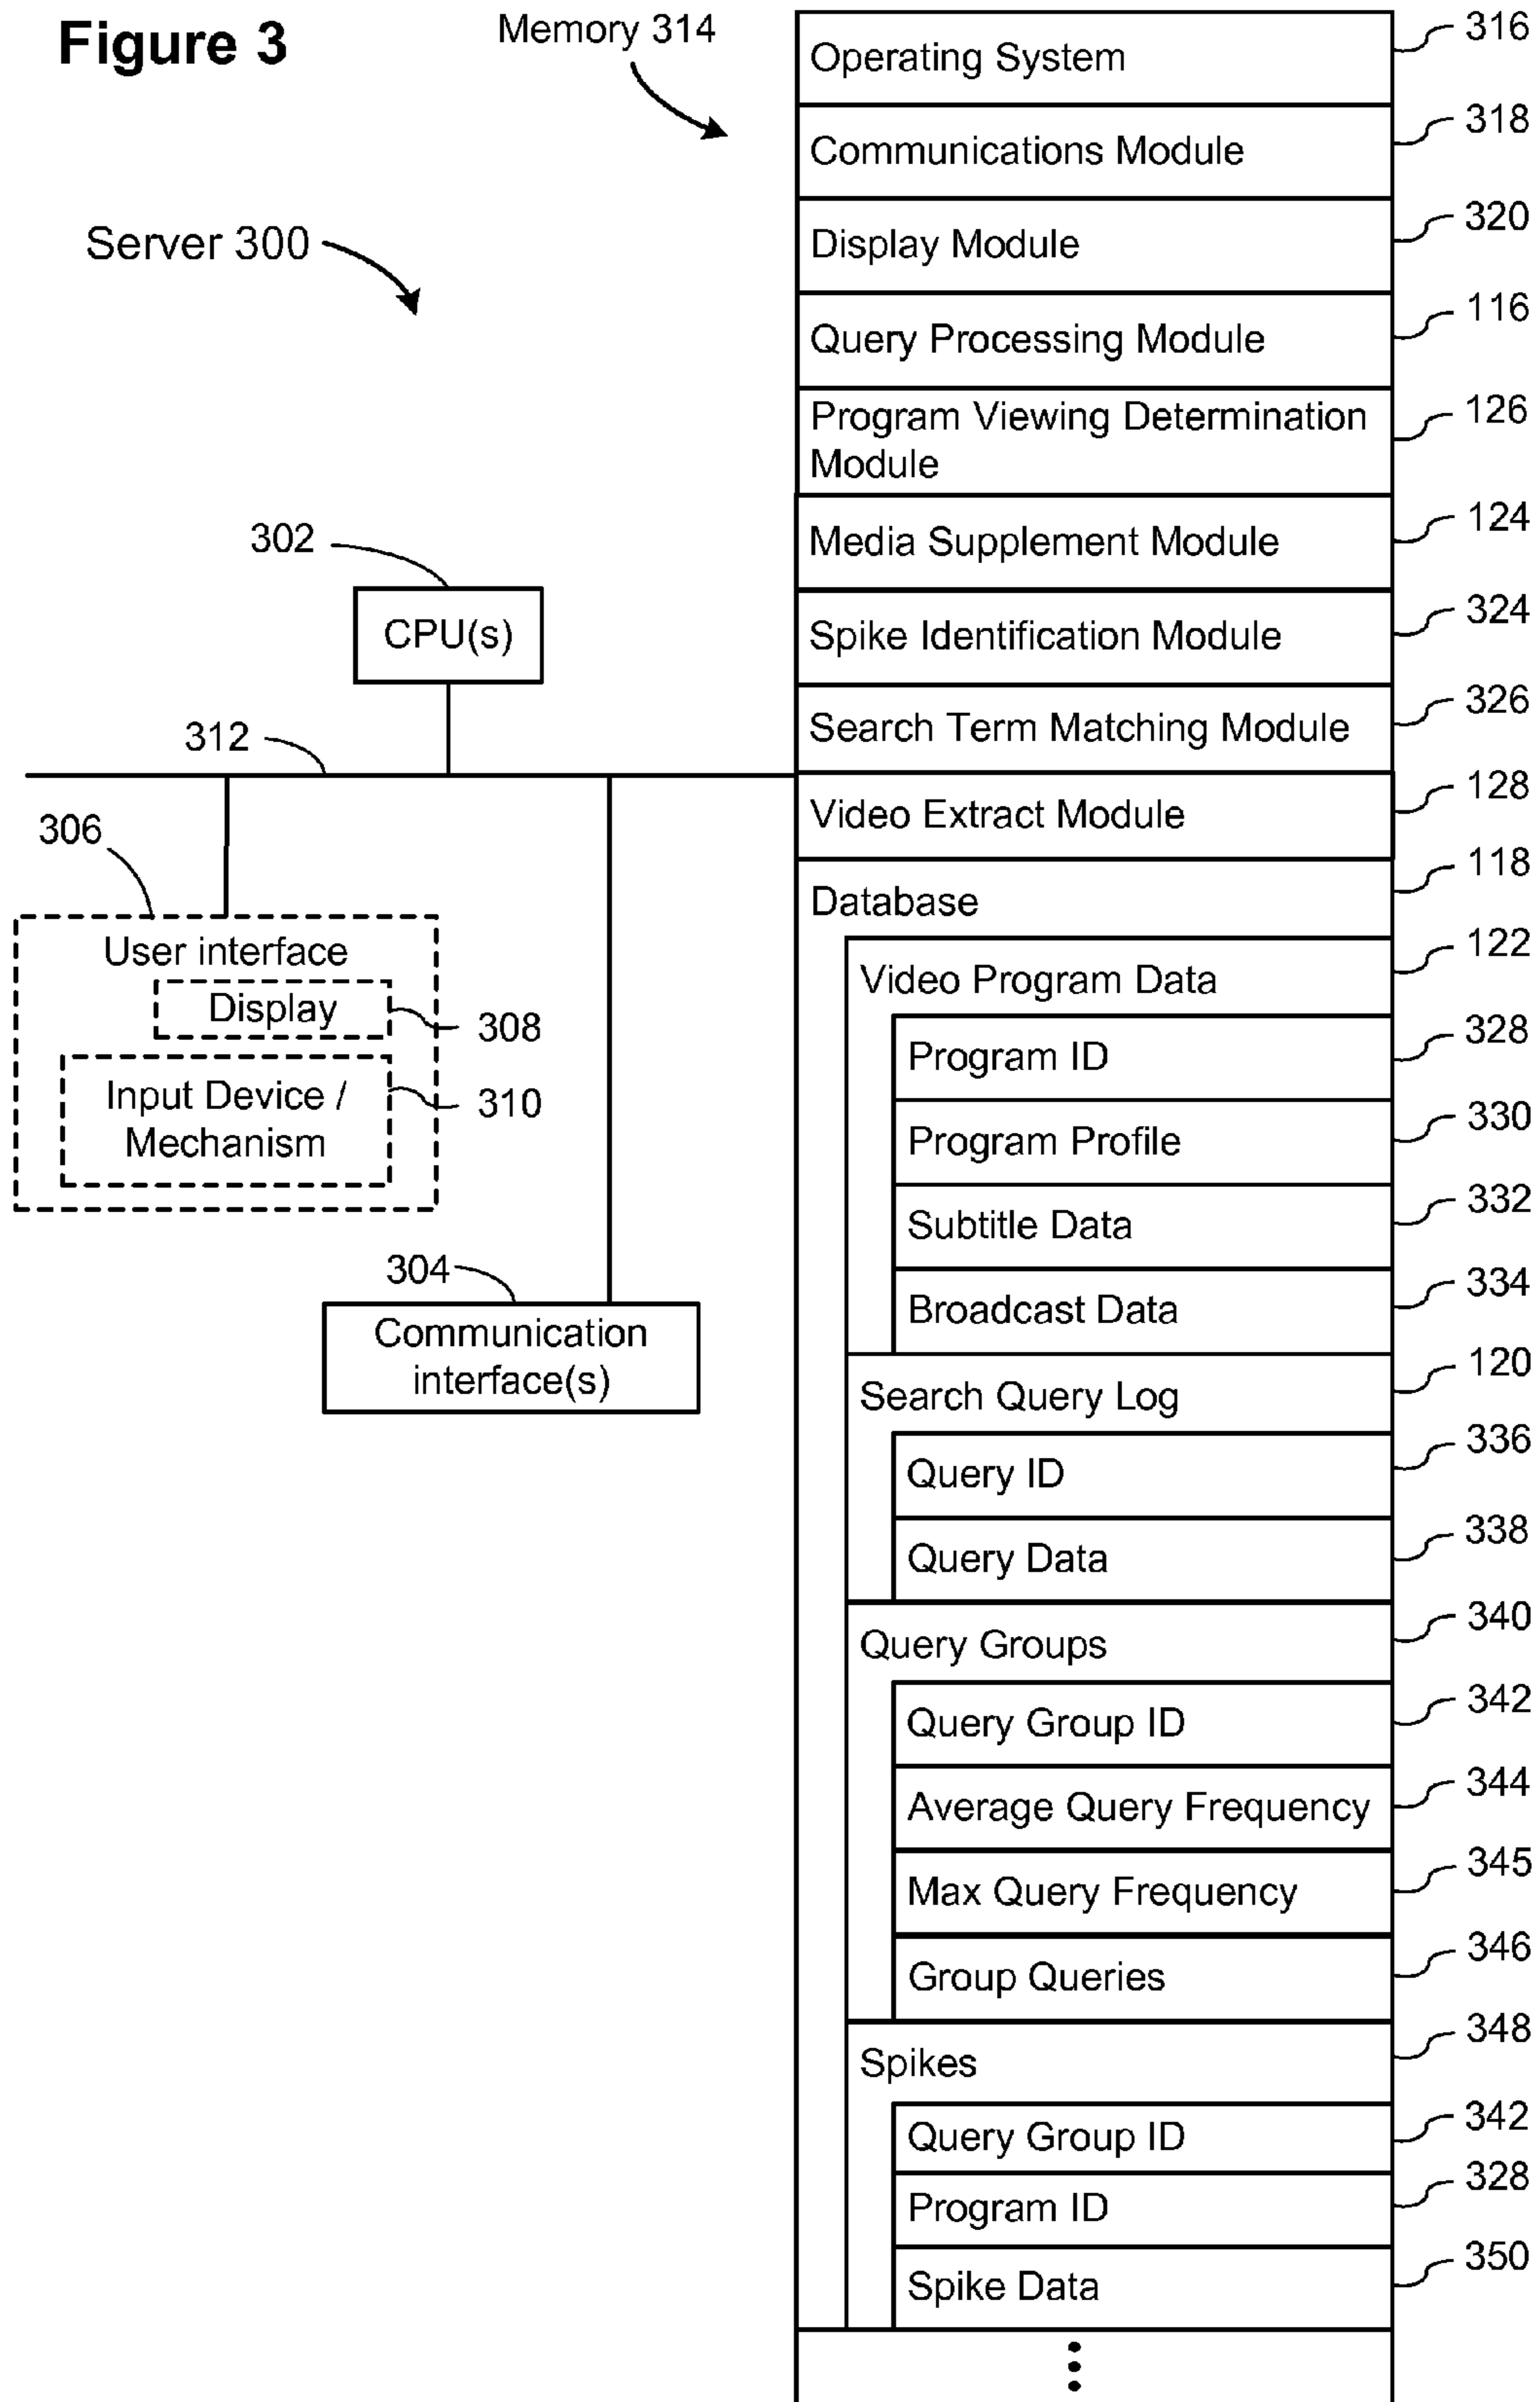 Figure 3
Memory 314
Server 300
302
CPU(s)
312
306
User interface
Display
308
Input Device /
Mechanism
310
304
Communication
interface(s)
Operating System
316
Communications Module
318
Display Module
320
Query Processing Module
116
Program Viewing Determination
Module
126
Media Supplement Module
124
Spike Identification Module
324
Search Term Matching Module
326
Video Extract Module
128
Database
118
Video Program Data
122
Program ID
328
Program Profile
330
Subtitle Data
332
Broadcast Data
334
Search Query Log
120
Query ID
336
Query Data
338
Query Groups
340
Query Group ID
342
Average Query Frequency
344
Max Query Frequency
345
Group Queries
346
Spikes
348
Query Group ID
342
Program ID
328
Spike Data
350